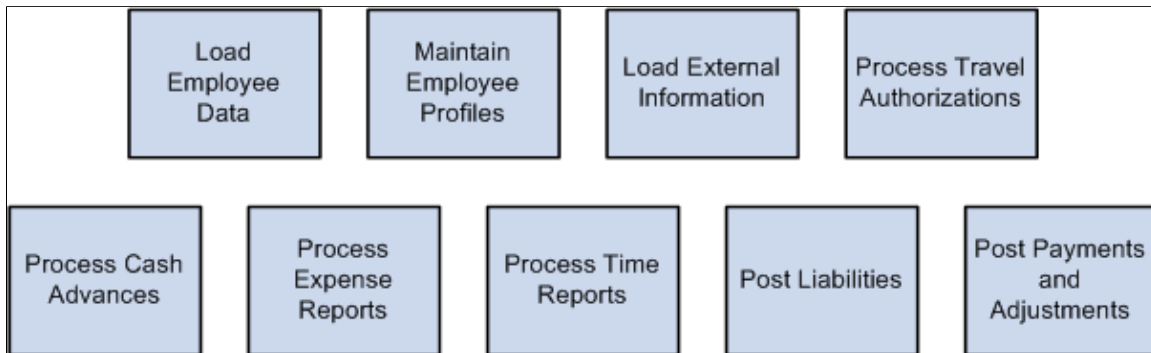 Load
Employee
Data
Maintain
Employee
Profiles
Load External
Information
Process Travel
Authorizations
Process Cash
Advances
Process
Expense
Reports
Process Time
Reports
Post Liabilities
Post Payments
and
Adjustments